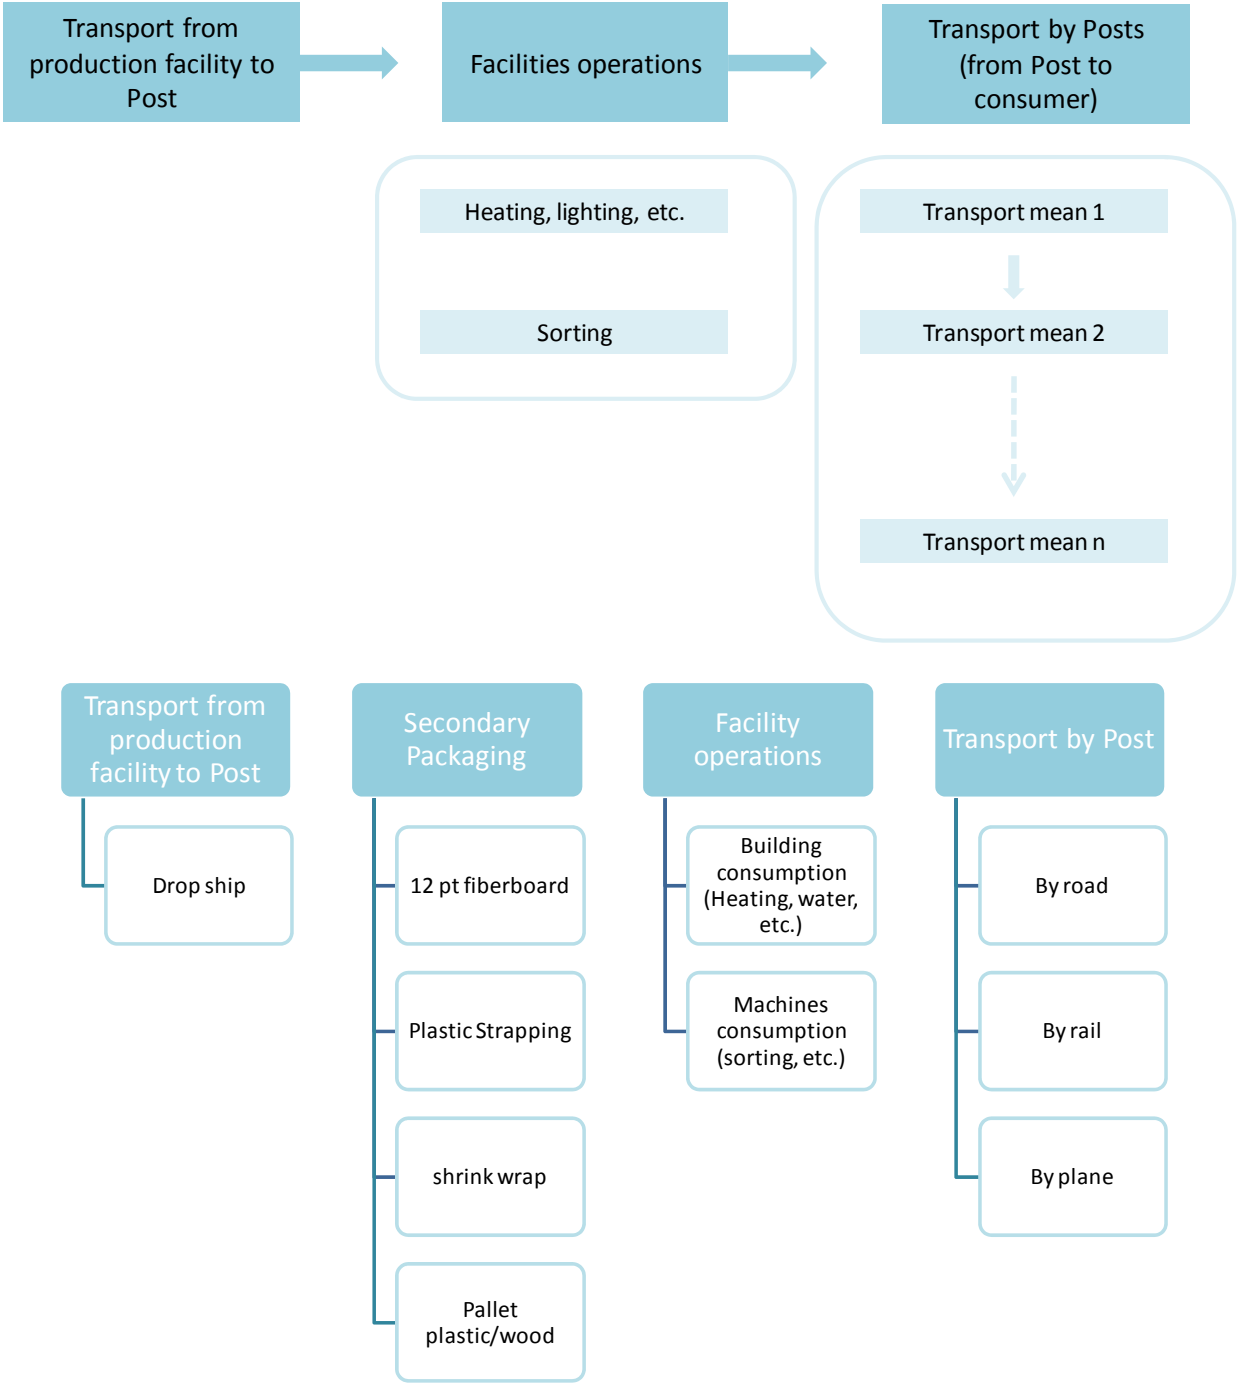 Transport from
production facility to
Post
Facilities operations
Transport by Posts
(from Post to
consumer)
Heating, lighting, etc.
Sorting
Transport mean 1
Transport mean 2
Transport mean n
Transport from
production
facility to Post
Drop ship
Secondary
Packaging
12 pt fiberboard
Plastic Strapping
shrink wrap
Pallet
plastic/wood
Facility
operations
Building
consumption
(Heating, water,
etc.)
Machines
consumption
(sorting, etc.)
Transport by Post
By road
By rail
By plane